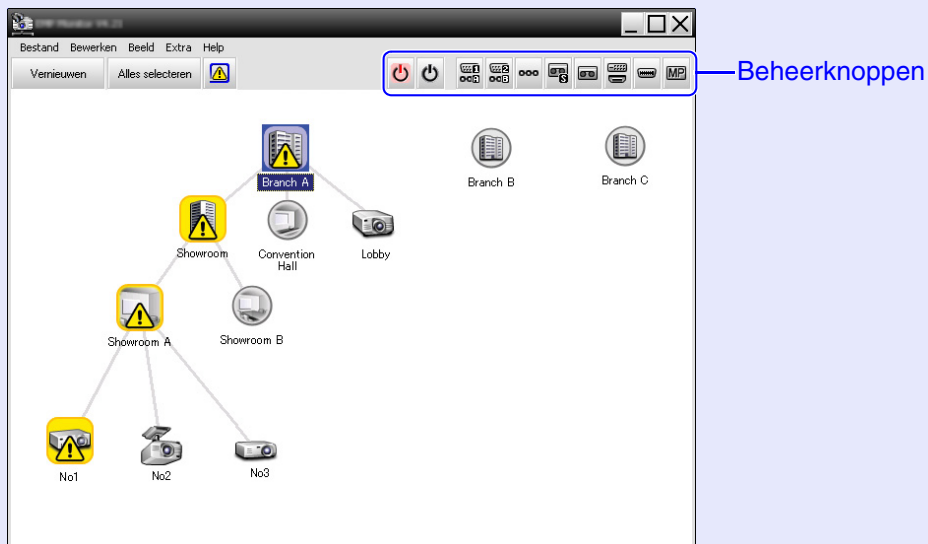 Bestand Bewerken Beeld Extra Help
Vernieuwen Alles selecteren
MP
Beheerknoppen
Branch A
Branch B
Branch C
Showroom
Convention
Hall
Lobby
Showroom A
Showroom B
No1
No2
No3